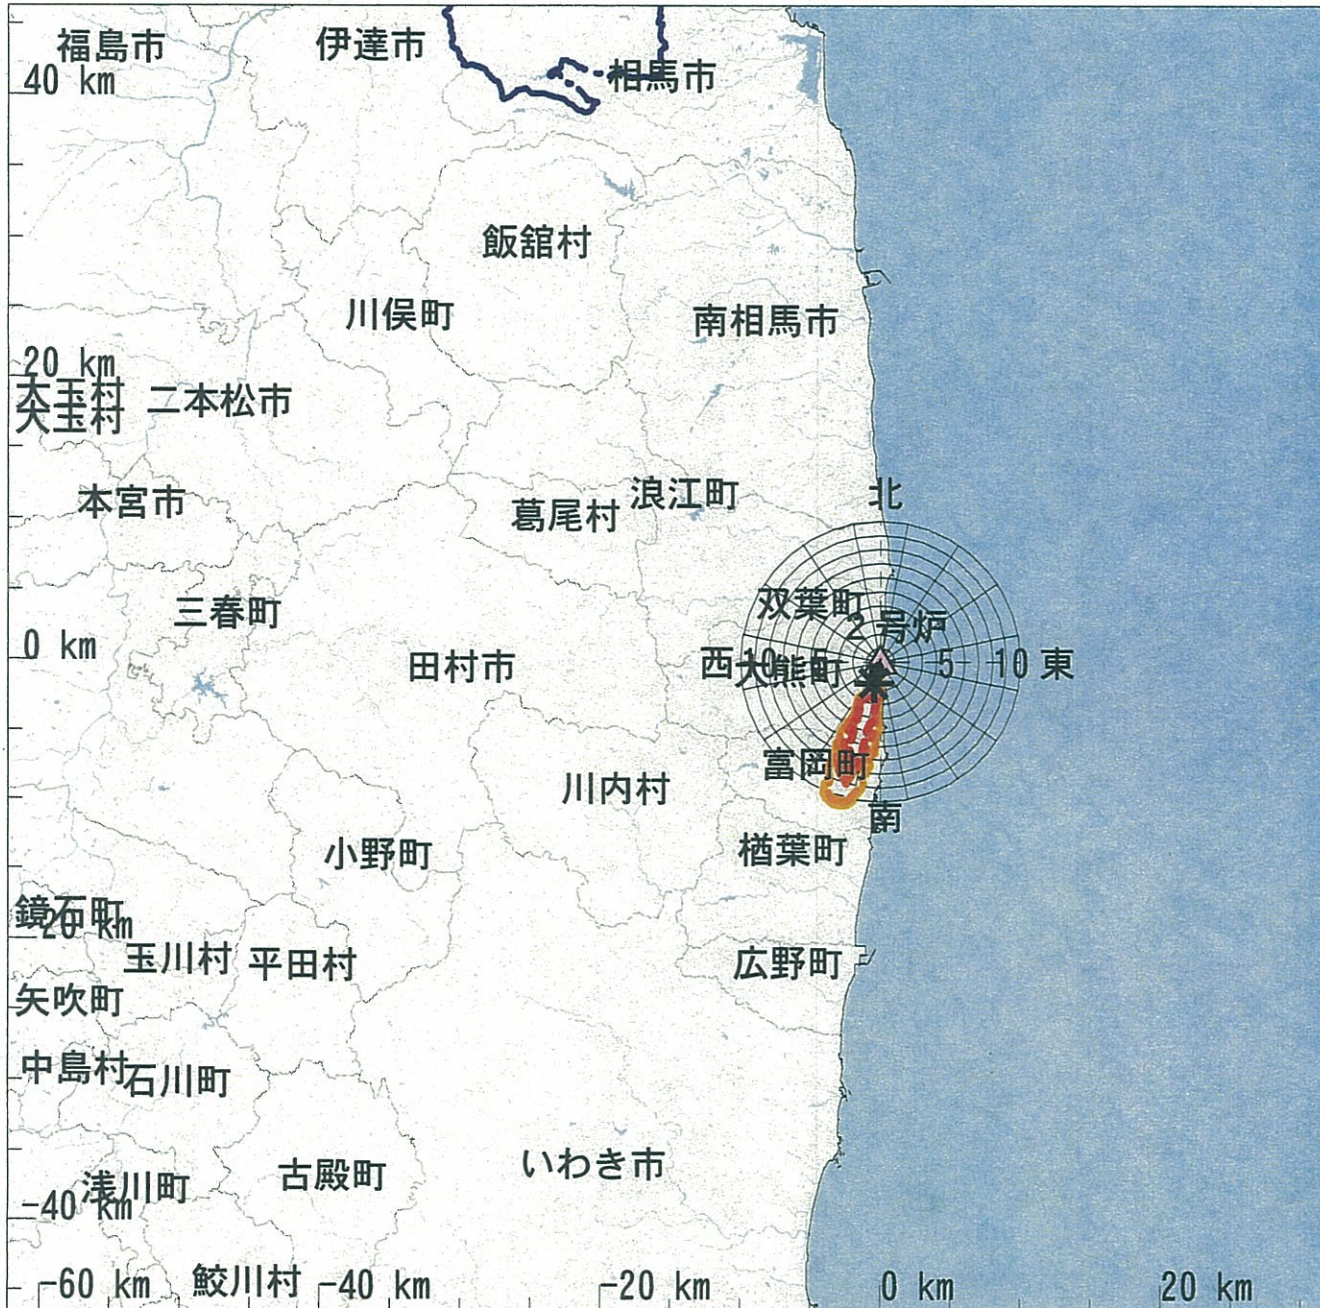 福島市
伊達市
相馬市
40 km
飯舘村
川俣町
南相馬市
20 km
大玉村
二本松市
大玉村
本宮市
葛尾村
浪江町
北
双葉町
三春町
2号炉
0 km
田村市
西
10
5
大熊町
5
10
東
富岡町
川内村
南
小野町
楢葉町
鏡石町
-20 km
玉川村
平田村
広野町
矢吹町
中島村
石川町
いわき市
浅川町
古殿町
-40 km
鮫川村
-60 km
-40 km
-20 km
0 km
20 km